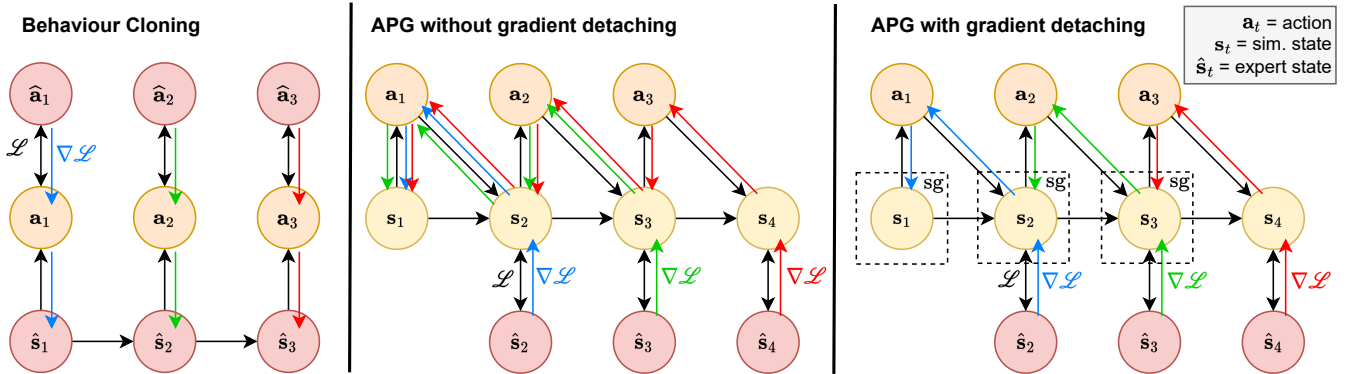 Behaviour Cloning
â₁ â₂ â₃
ℒ ∇ℒ
a₁ a₂ a₃
ŝ₁ ŝ₂ ŝ₃
APG without gradient detaching
a₁ a₂ a₃
s₁ s₂ s₃ s₄
ℒ ∇ℒ ∇ℒ ∇ℒ
ŝ₂ ŝ₃ ŝ₄
APG with gradient detaching
aₜ = action
sₜ = sim. state
ŝₜ = expert state
a₁ a₂ a₃
sg sg sg
s₁ s₂ s₃ s₄
ℒ ∇ℒ ∇ℒ ∇ℒ
ŝ₂ ŝ₃ ŝ₄